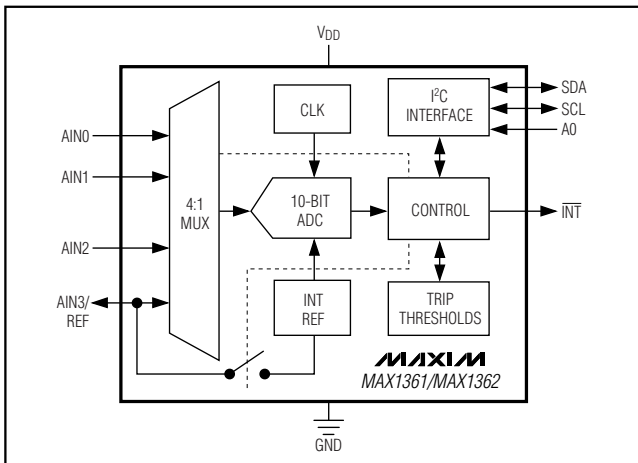 VDD
AIN0
AIN1
AIN2
AIN3/
REF
4:1
MUX
CLK
10-BIT
ADC
INT
REF
I²C
INTERFACE
CONTROL
TRIP
THRESHOLDS
SDA
SCL
A0
INT
MAXIM
MAX1361/MAX1362
GND